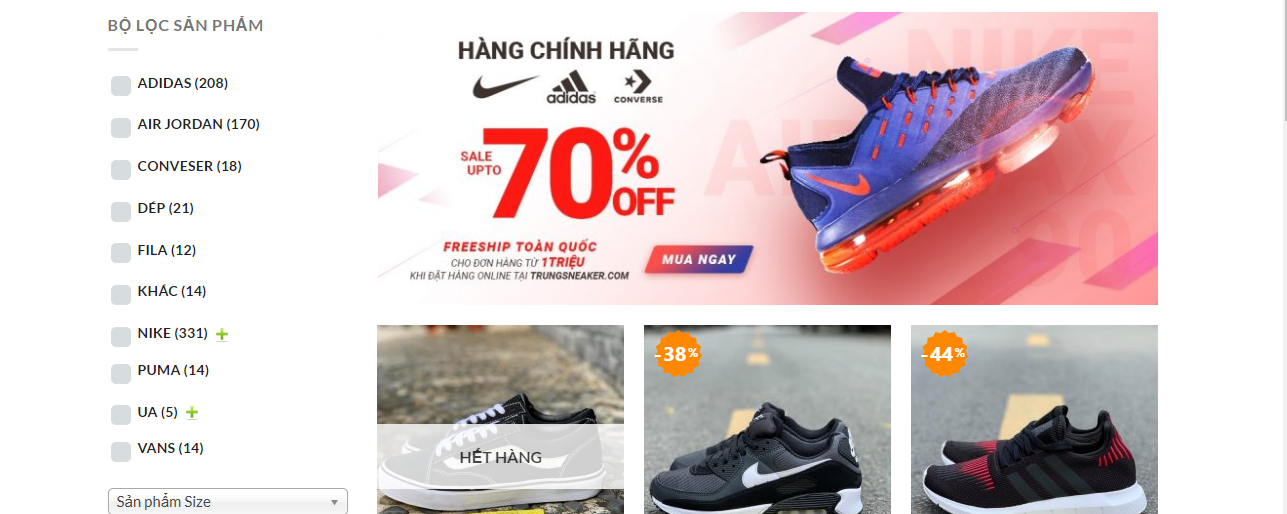 BỘ LỌC SẢN PHẨM
ADIDAS (208)
AIR JORDAN (170)
CONVESER (18)
DÉP (21)
FILA (12)
KHÁC (14)
NIKE (331)
PUMA (14)
UA (5)
VANS (14)
Sản phẩm Size
HÀNG CHÍNH HÃNG
adidas
CONVERSE
SALE
UPTO
70%
OFF
FREESHIP TOÀN QUỐC
CHO ĐƠN HÀNG TỪ 1TRIỆU
KHI ĐẶT HÀNG ONLINE TẠI TRUNGSNEAKER.COM
MUA NGAY
NIKE
AIR MAX
90
HẾT HÀNG
-38%
-44%